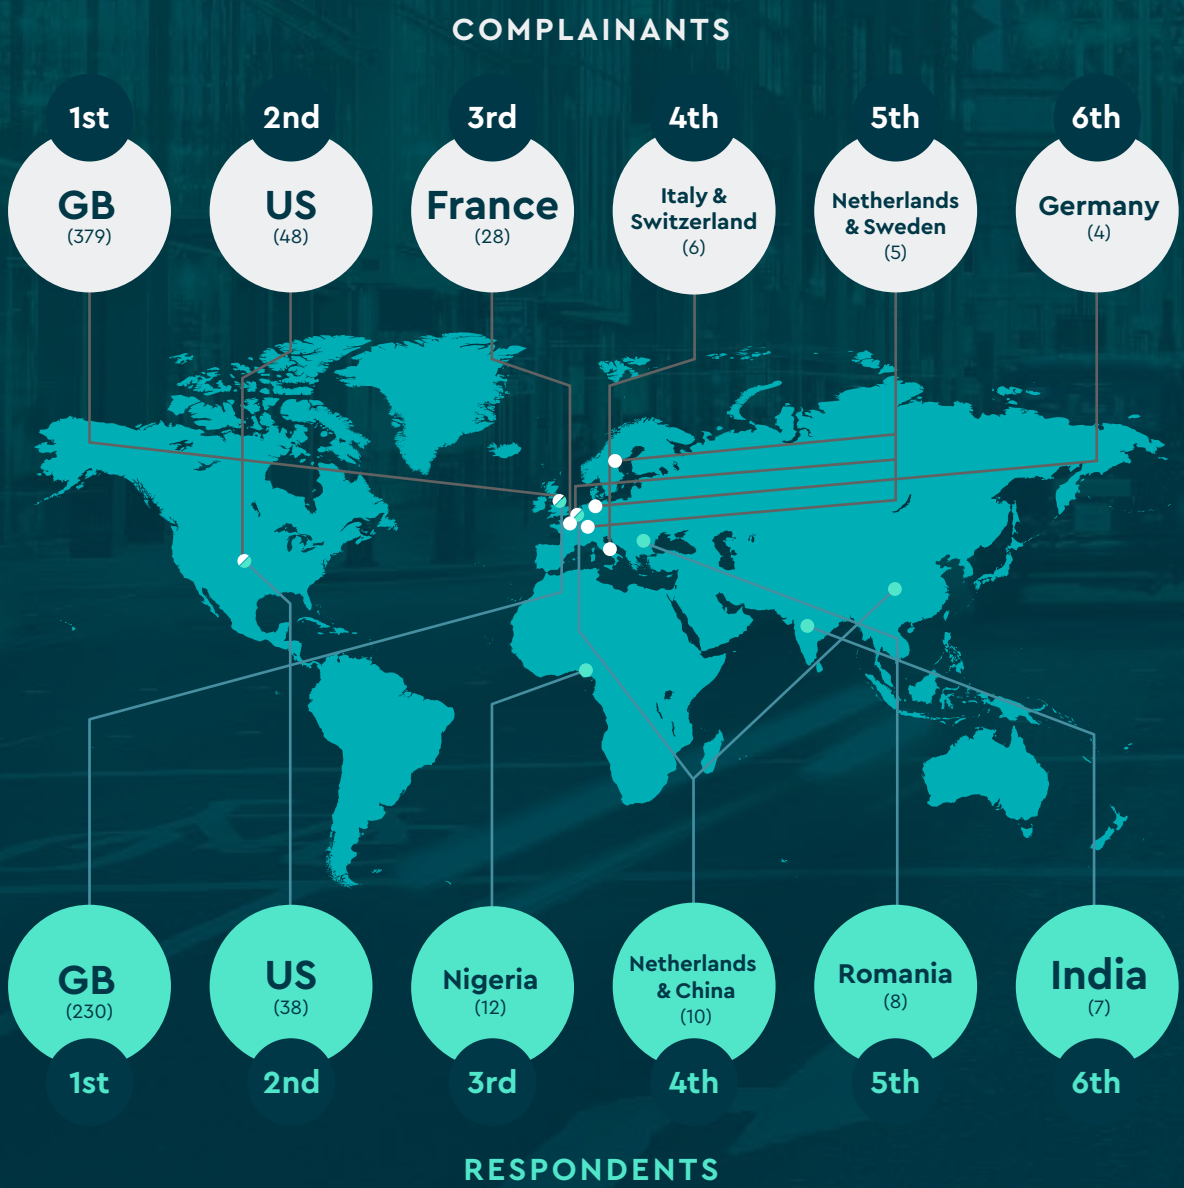 COMPLAINANTS
1st
2nd
3rd
4th
5th
6th
GB
(379)
US
(48)
France
(28)
Italy &
Switzerland
(6)
Netherlands
& Sweden
(5)
Germany
(4)
GB
(230)
US
(38)
Nigeria
(12)
Netherlands
& China
(10)
Romania
(8)
India
(7)
1st
2nd
3rd
4th
5th
6th
RESPONDENTS